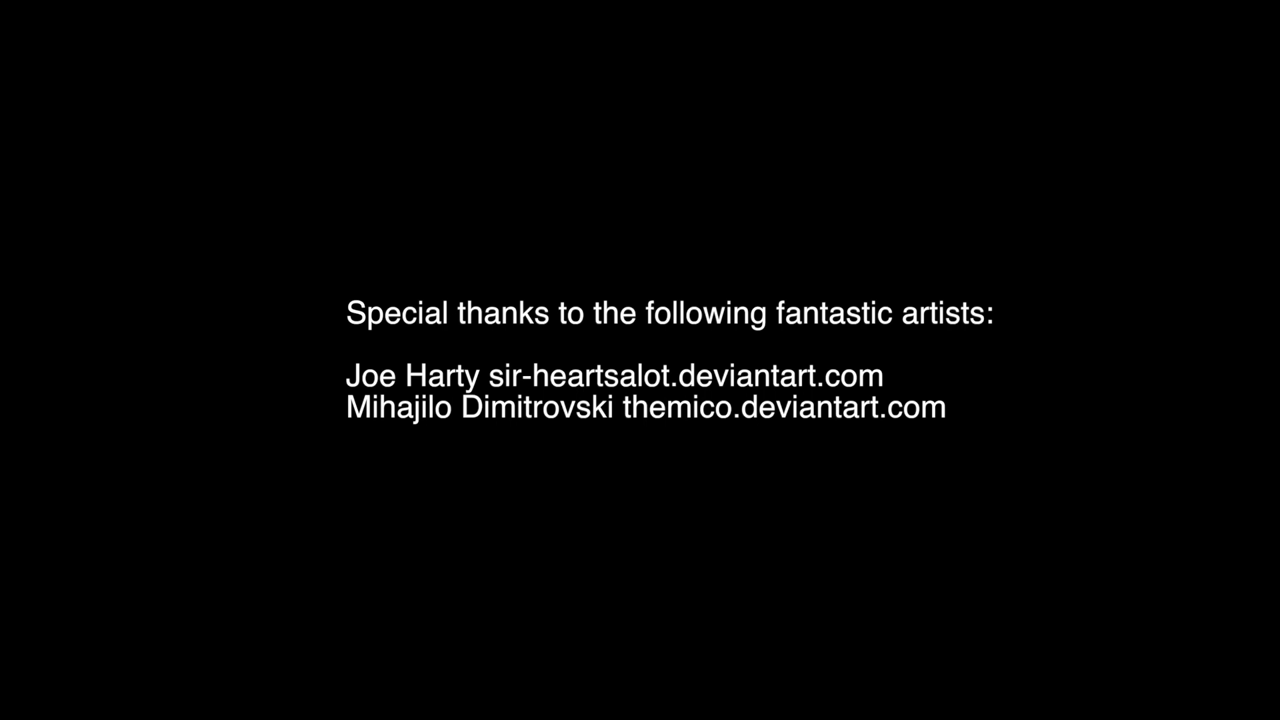 Special thanks to the following fantastic artists:
Joe Harty sir-heartsalot.deviantart.com
Mihajilo Dimitrovski themico.deviantart.com